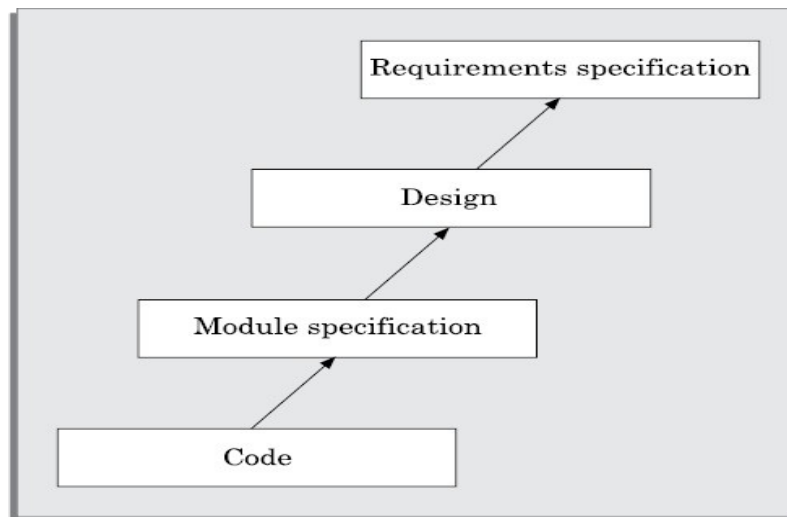 Requirements specification
Design
Module specification
Code